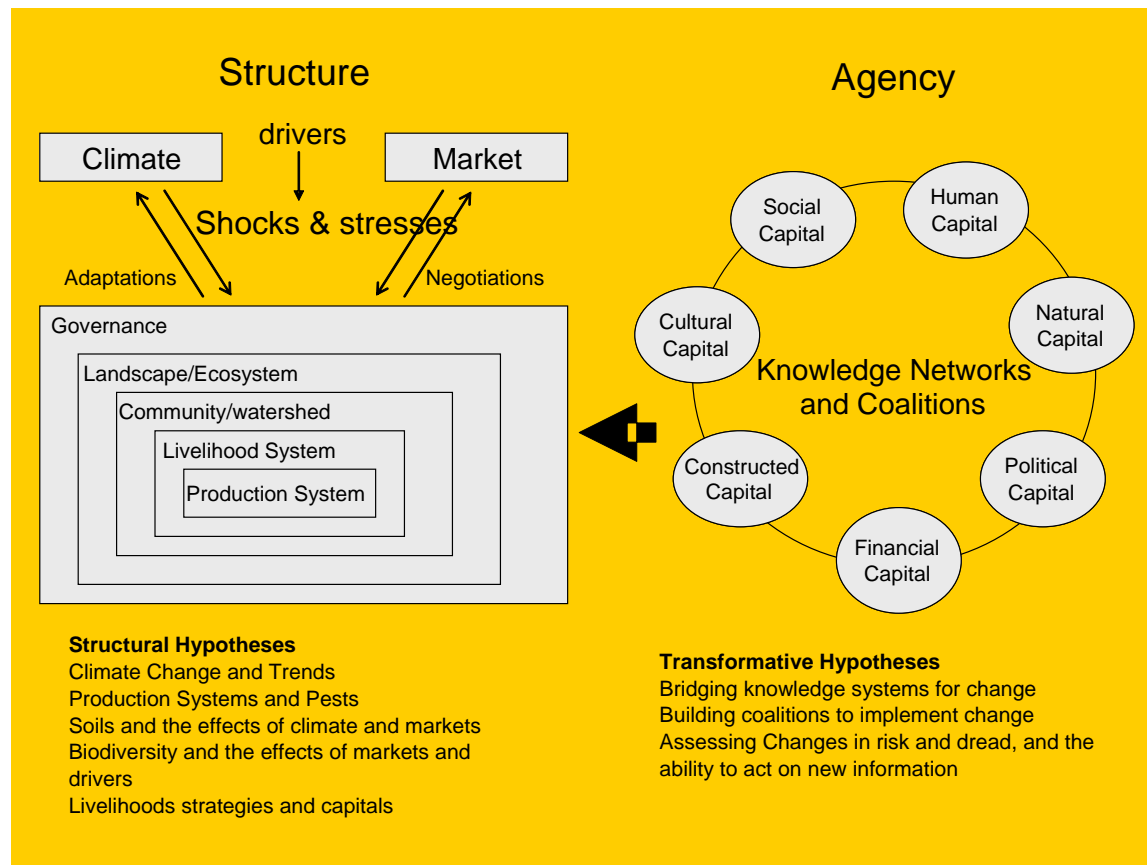 Structure
Agency
drivers
Climate
Market
Shocks & stresses
Adaptations
Negotiations
Governance
Landscape/Ecosystem
Community/watershed
Livelihood System
Production System
Social
Capital
Human
Capital
Cultural
Capital
Natural
Capital
Knowledge Networks
and Coalitions
Constructed
Capital
Political
Capital
Financial
Capital
Structural Hypotheses
Climate Change and Trends
Production Systems and Pests
Soils and the effects of climate and markets
Biodiversity and the effects of markets and
drivers
Livelihoods strategies and capitals
Transformative Hypotheses
Bridging knowledge systems for change
Building coalitions to implement change
Assessing Changes in risk and dread, and the
ability to act on new information